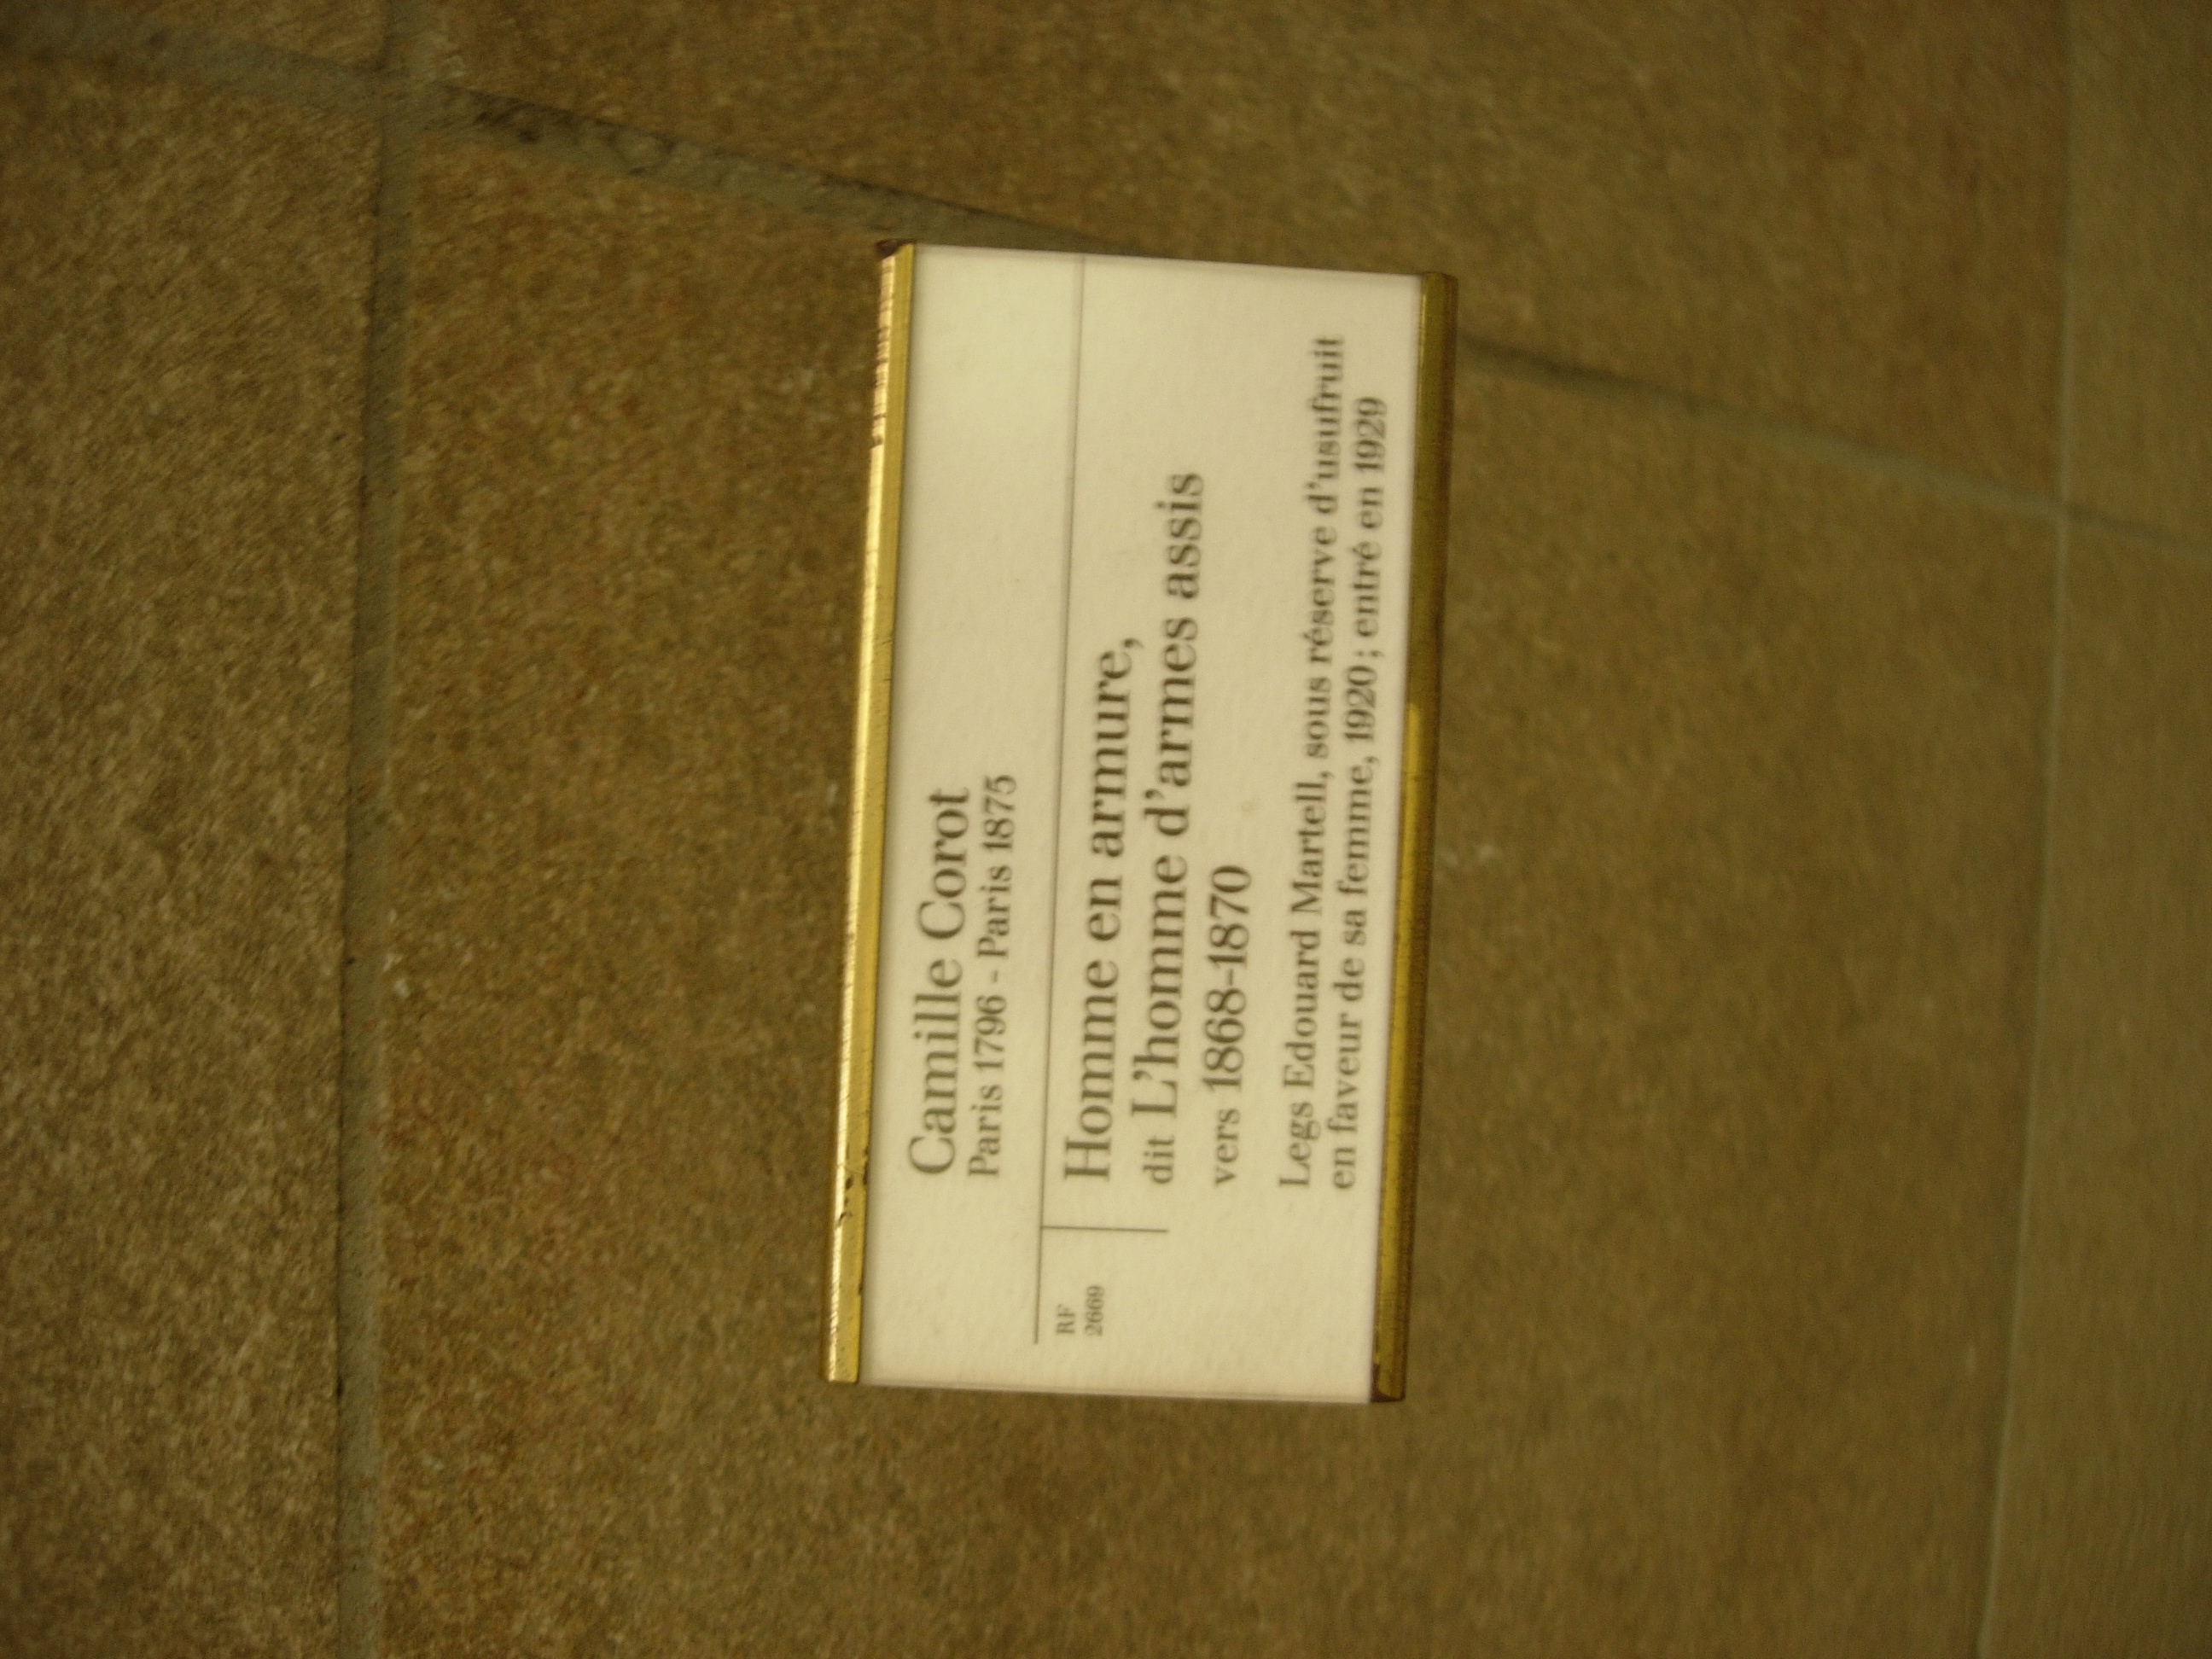 Camille Corot
Paris 1796 - Paris 1875
RF
2669
Homme en armure,
dit L'homme d'armes assis
vers 1868-1870
Legs Edouard Martell, sous réserve d'usufruit
en faveur de sa femme, 1920 ; entré en 1929